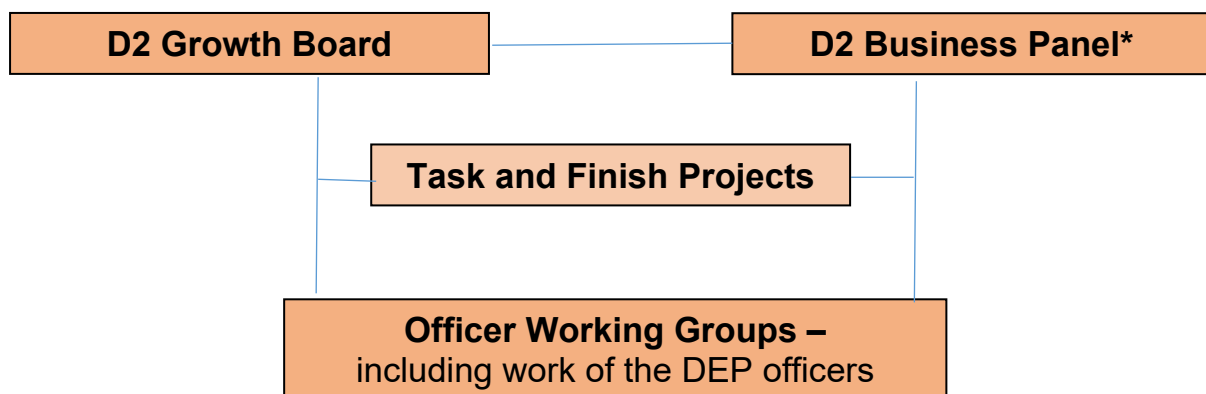 D2 Growth Board
D2 Business Panel*
Task and Finish Projects
Officer Working Groups –
including work of the DEP officers